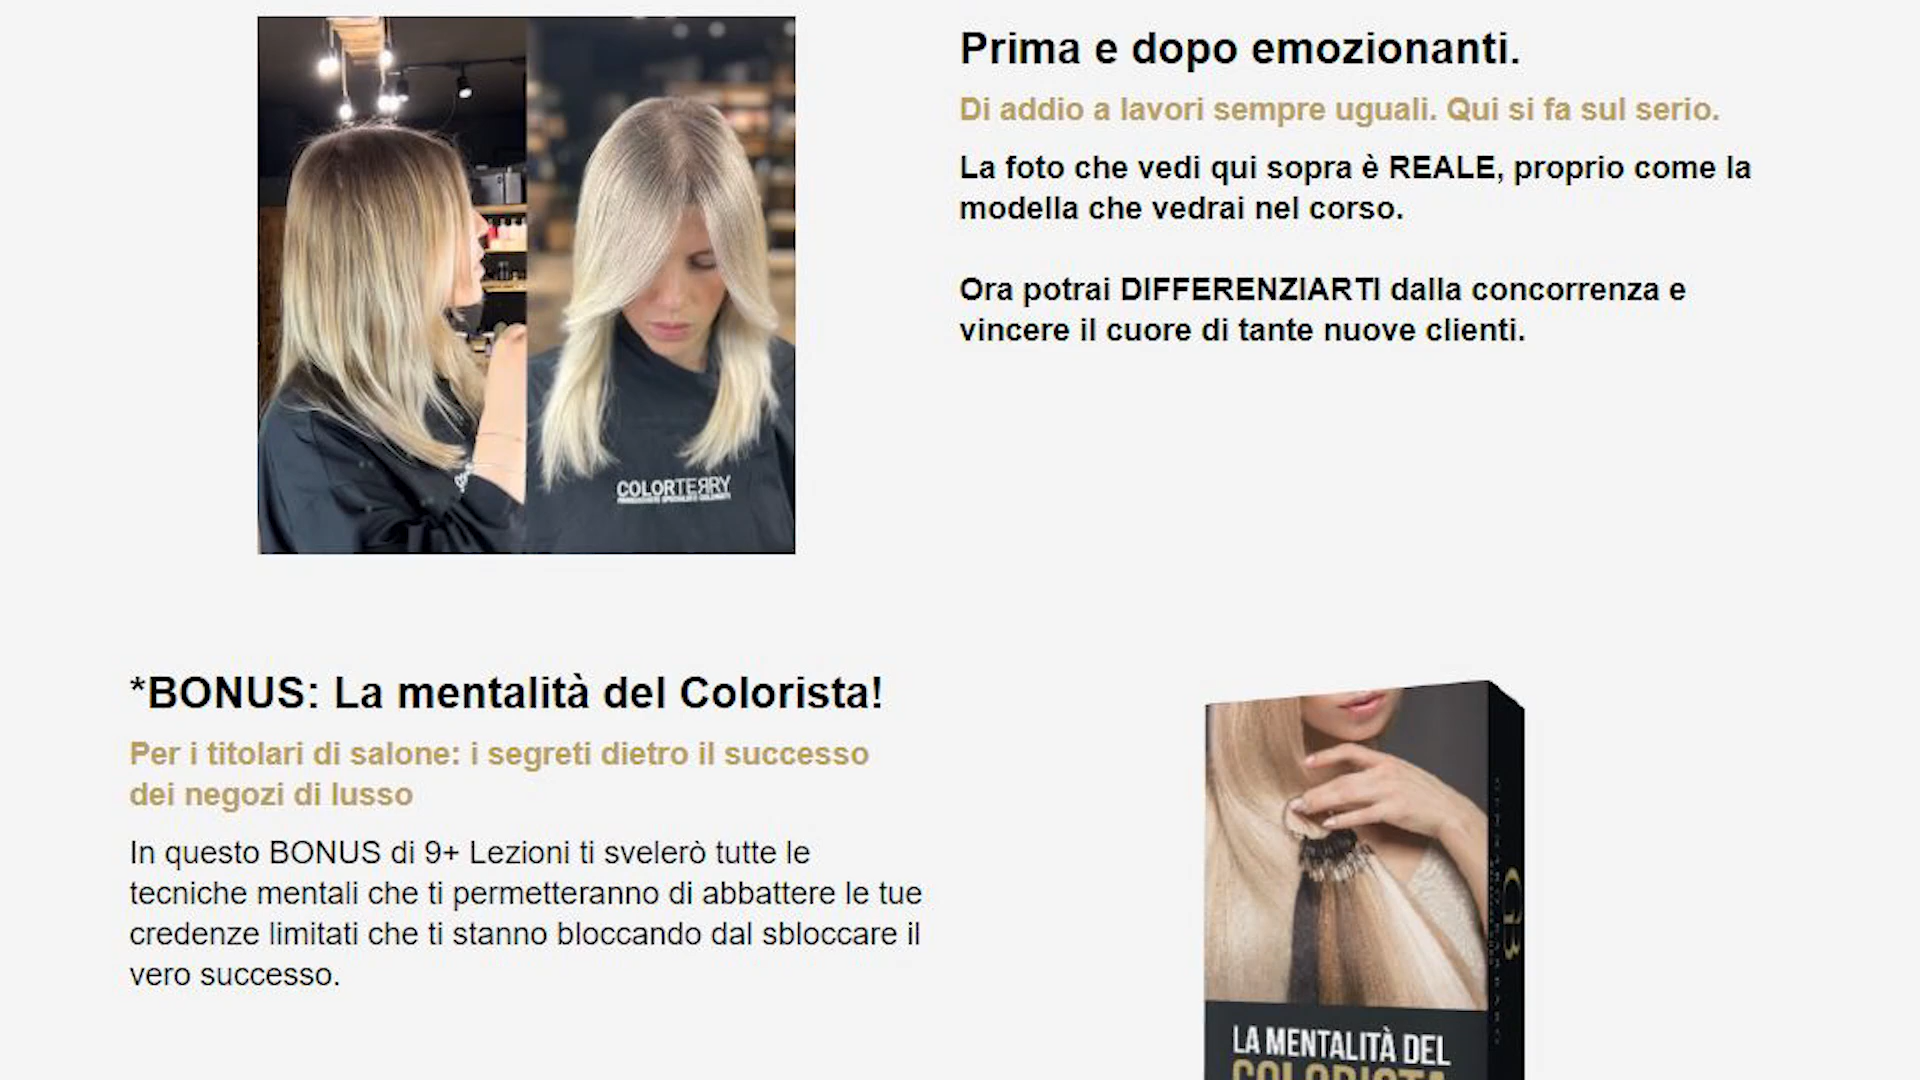 Prima e dopo emozionanti.
Di addio a lavori sempre uguali. Qui si fa sul serio.
La foto che vedi qui sopra è REALE, proprio come la
modella che vedrai nel corso.
Ora potrai DIFFERENZIARTI dalla concorrenza e
vincere il cuore di tante nuove clienti.
COLORTERRY
*BONUS: La mentalità del Colorista!
Per i titolari di salone: i segreti dietro il successo
dei negozi di lusso
In questo BONUS di 9+ Lezioni ti svelerò tutte le
tecniche mentali che ti permetteranno di abbattere le tue
credenze limitati che ti stanno bloccando dal sbloccare il
vero successo.
GB
LA MENTALITÀ DEL
COLORISTA